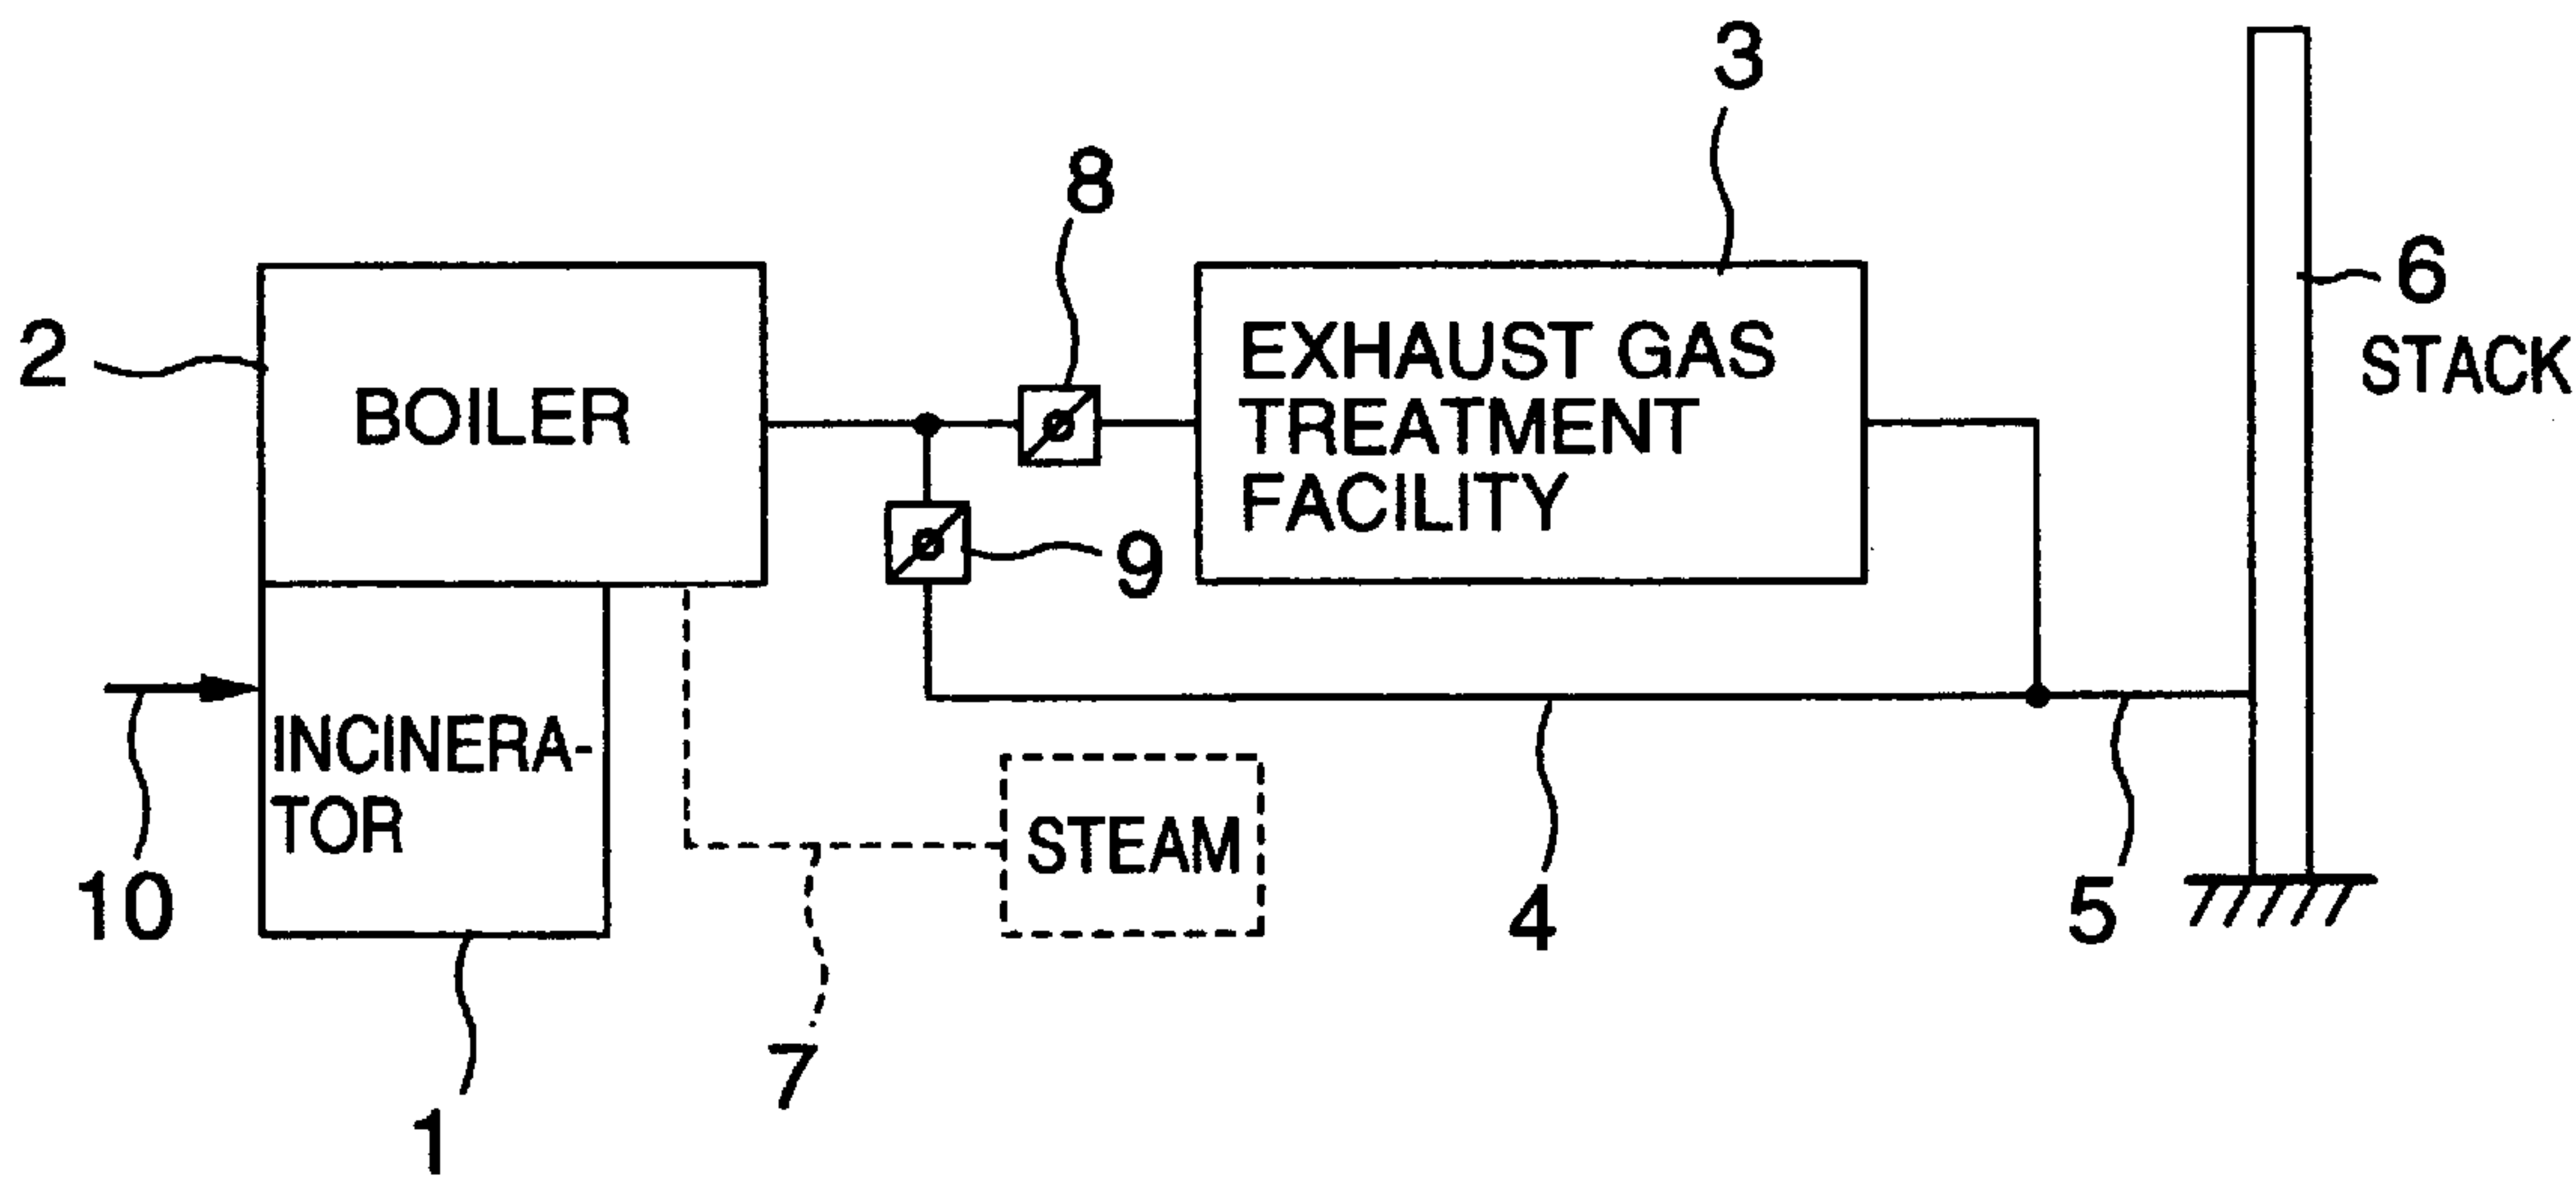 3
8
6
STACK
2
BOILER
EXHAUST GAS
TREATMENT
FACILITY
9
10
INCINERA-
TOR
STEAM
4
5
7
1